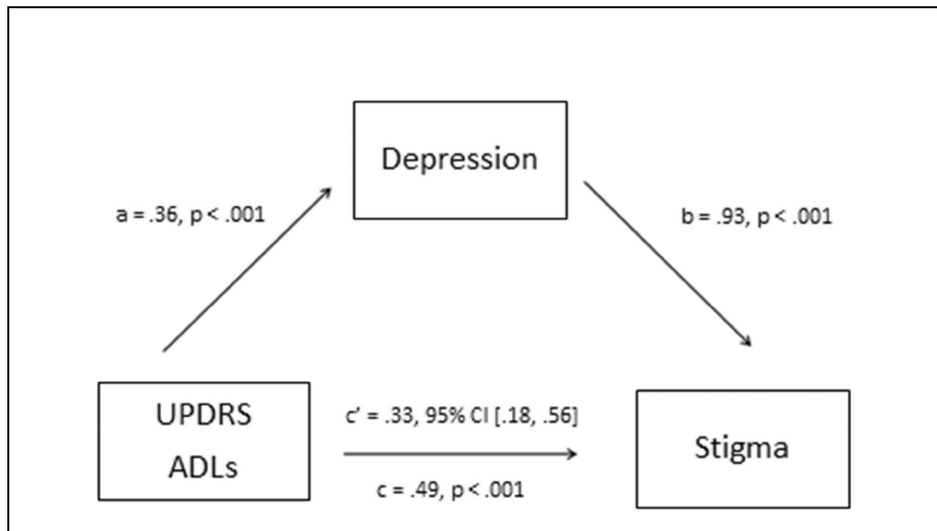 Depression
a = .36, p < .001
b = .93, p < .001
UPDRS
ADLs
c' = .33, 95% CI [.18, .56]
c = .49, p < .001
Stigma